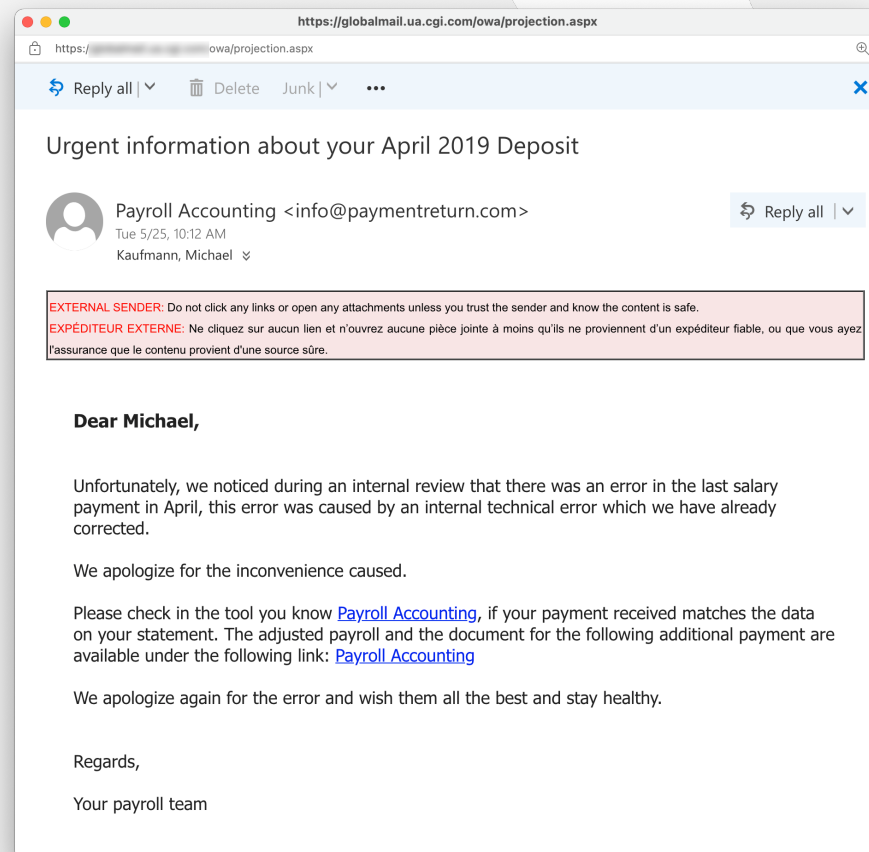 https://globalmail.ua.cgi.com/owa/projection.aspx
https:/ owa/projection.aspx
Reply all | Delete Junk | •••
Urgent information about your April 2019 Deposit
Payroll Accounting <info@paymentreturn.com>
Reply all |
Tue 5/25, 10:12 AM
Kaufmann, Michael
EXTERNAL SENDER: Do not click any links or open any attachments unless you trust the sender and know the content is safe.
EXPÉDITEUR EXTERNE: Ne cliquez sur aucun lien et n’ouvrez aucune pièce jointe à moins qu’ils ne proviennent d’un expéditeur fiable, ou que vous ayez
l'assurance que le contenu provient d'une source sûre.
Dear Michael,
Unfortunately, we noticed during an internal review that there was an error in the last salary
payment in April, this error was caused by an internal technical error which we have already
corrected.
We apologize for the inconvenience caused.
Please check in the tool you know Payroll Accounting, if your payment received matches the data
on your statement. The adjusted payroll and the document for the following additional payment are
available under the following link: Payroll Accounting
We apologize again for the error and wish them all the best and stay healthy.
Regards,
Your payroll team